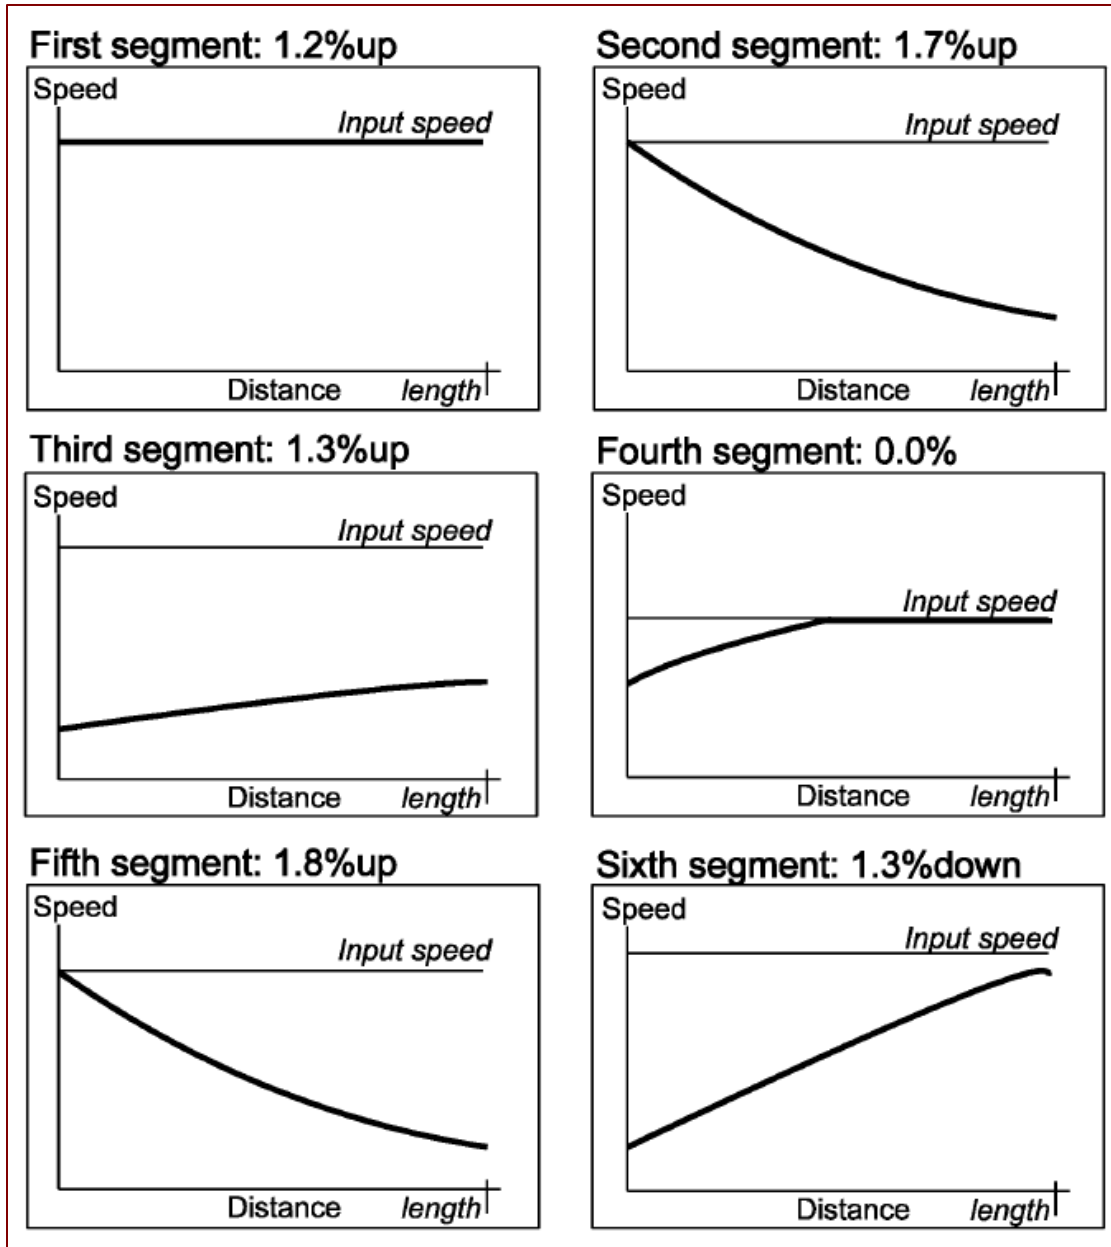 First segment: 1.2%up
Speed
Input speed
Distance
length
Second segment: 1.7%up
Speed
Input speed
Distance
length
Third segment: 1.3%up
Speed
Input speed
Distance
length
Fourth segment: 0.0%
Speed
Input speed
Distance
length
Fifth segment: 1.8%up
Speed
Input speed
Distance
length
Sixth segment: 1.3%down
Speed
Input speed
Distance
length